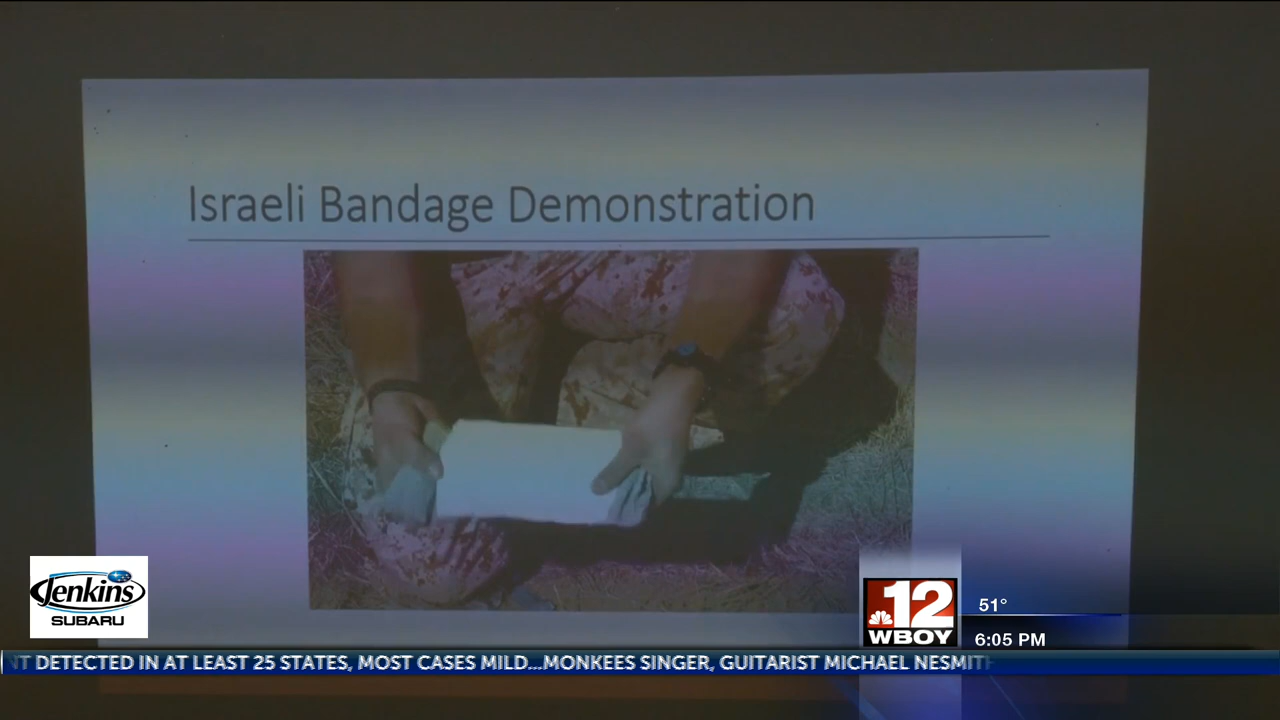 Israeli Bandage Demonstration
Jenkins
SUBARU
12
WBOY
51°
6:05 PM
DETECTED IN AT LEAST 25 STATES, MOST CASES MILD...MONKEES SINGER, GUITARIST MICHAEL NESMITH